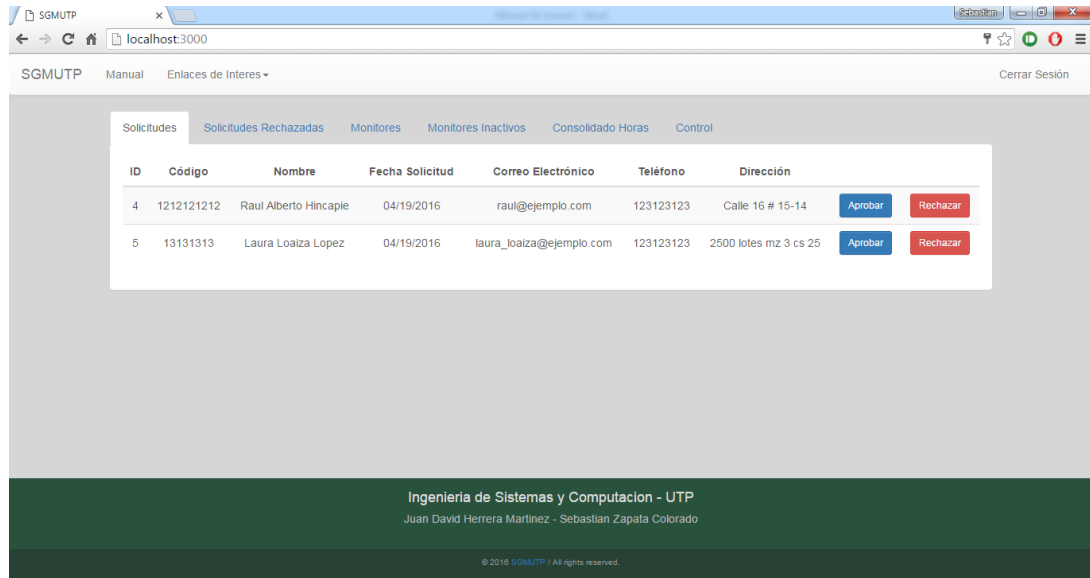 SGMUTP
Sebastian
localhost:3000
SGMUTP Manual Enlaces de Interes Cerrar Sesión
Solicitudes Solicitudes Rechazadas Monitores Monitores Inactivos Consolidado Horas Control
ID Código Nombre Fecha Solicitud Correo Electrónico Teléfono Dirección
4 1212121212 Raul Alberto Hincapie 04/19/2016 raul@ejemplo.com 123123123 Calle 16 # 15-14 Aprobar Rechazar
5 13131313 Laura Loaiza Lopez 04/19/2016 laura_loaiza@ejemplo.com 123123123 2500 lotes mz 3 cs 25 Aprobar Rechazar
Ingenieria de Sistemas y Computacion - UTP
Juan David Herrera Martinez - Sebastian Zapata Colorado
© 2016 SGMUTP / All rights reserved.